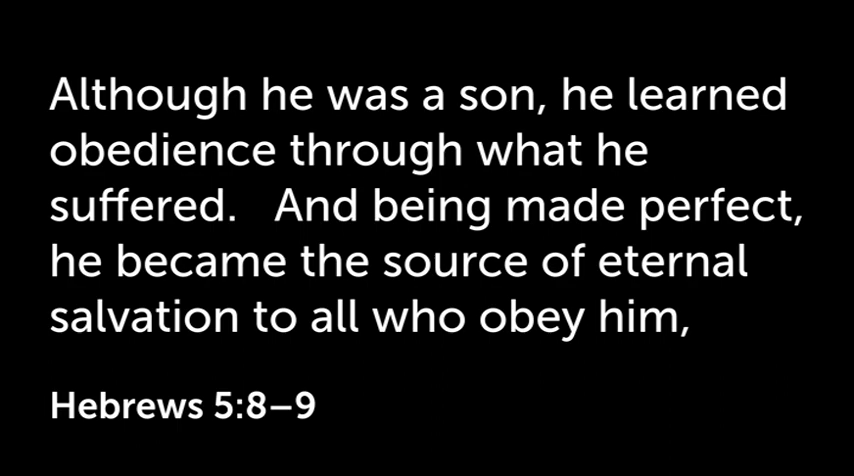 Although he was a son, he learned
obedience through what he
suffered.   And being made perfect,
he became the source of eternal
salvation to all who obey him,
Hebrews 5:8–9